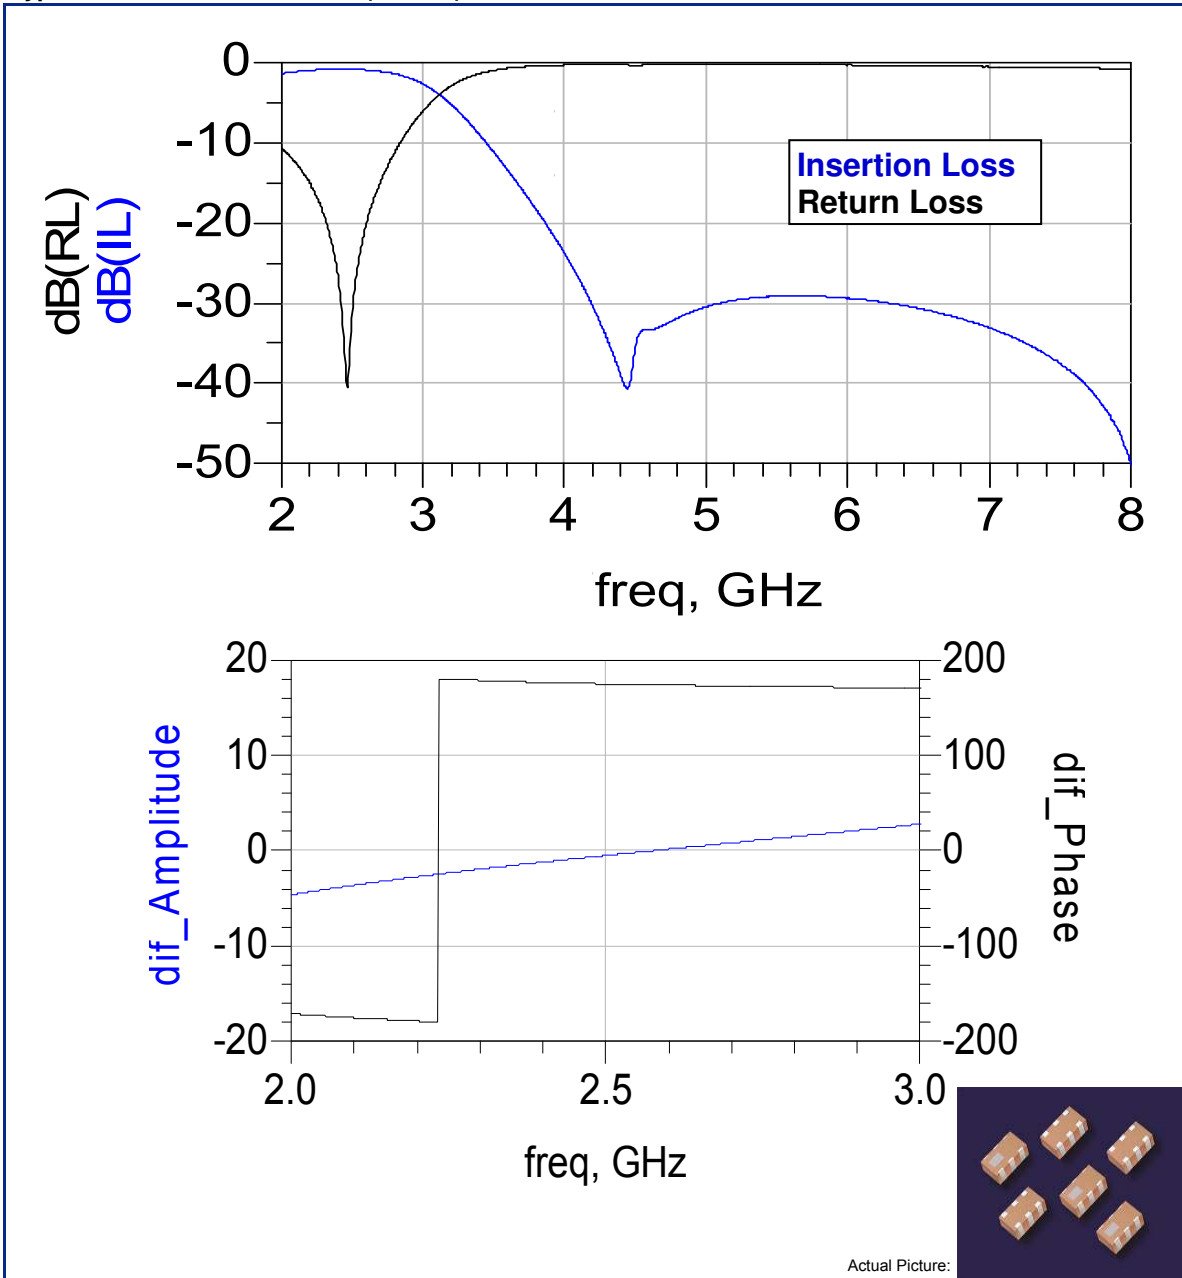 0
-10
-20
-30
-40
-50
dB(RL)
dB(IL)
Insertion Loss
Return Loss
2 3 4 5 6 7 8
freq, GHz
20
10
0
-10
-20
dif_Amplitude
200
100
0
-100
-200
dif_Phase
2.0 2.5 3.0
freq, GHz
Actual Picture: